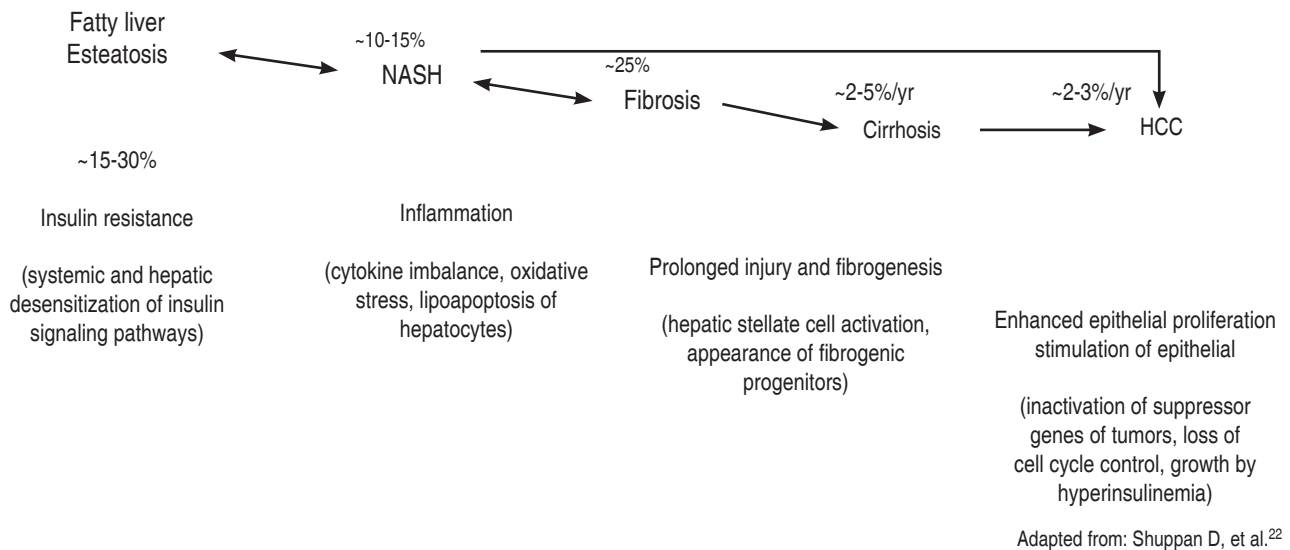 Fatty liver
Esteatosis
~10-15%
NASH
~25%
Fibrosis
~2-5%/yr
Cirrhosis
~2-3%/yr
HCC
~15-30%
Insulin resistance
(systemic and hepatic
desensitization of insulin
signaling pathways)
Inflammation
(cytokine imbalance, oxidative
stress, lipoapoptosis of
hepatocytes)
Prolonged injury and fibrogenesis
(hepatic stellate cell activation,
appearance of fibrogenic
progenitors)
Enhanced epithelial proliferation
stimulation of epithelial
(inactivation of suppressor
genes of tumors, loss of
cell cycle control, growth by
hyperinsulinemia)
Adapted from: Shuppan D, et al.22